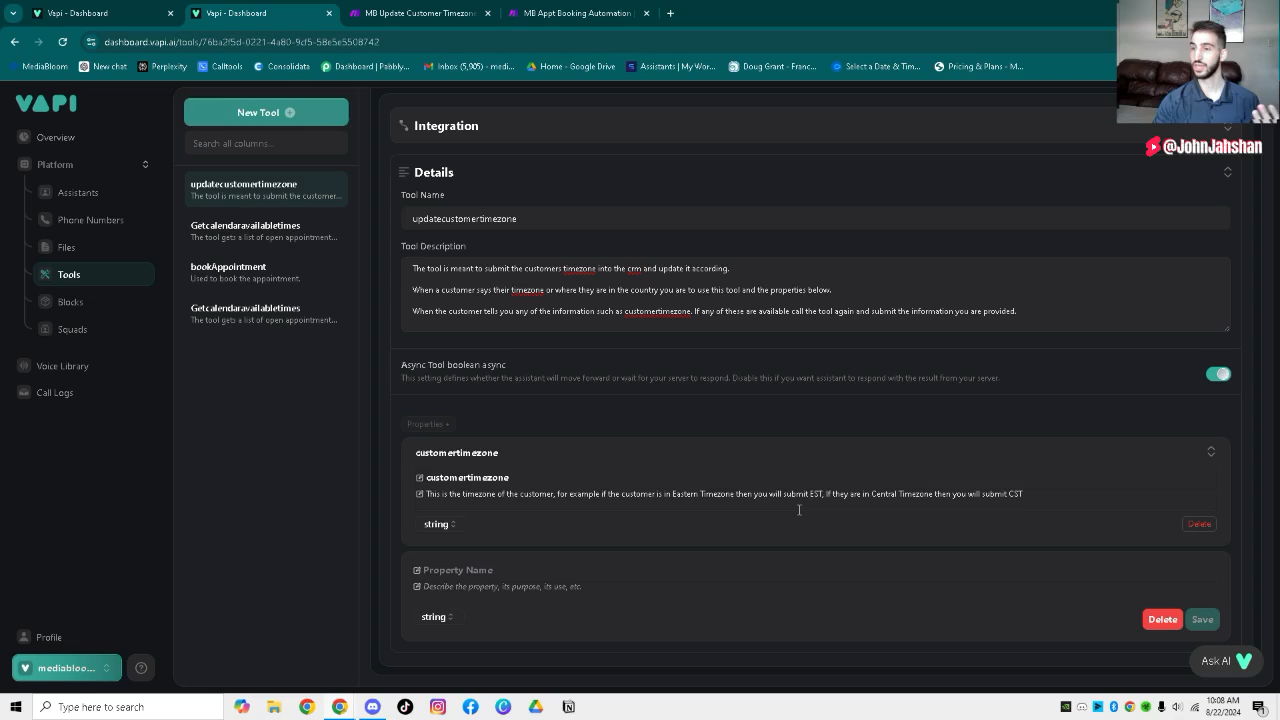 Vapi - Dashboard
Vapi - Dashboard
MB Update Customer Timezon
MB Appt Booking Automation
dashboard.vapi.ai/tools/76ba2f5d-0221-4a80-9cf5-58e5e5508742
MediaBloom
New chat
Perplexity
Calltools
Consolidata
Dashboard | Pabbly...
Inbox (5,905) - medi...
Home - Google Drive
Assistants | My Wor...
Doug Grant - Franc...
Select a Date & Tim...
Pricing & Plans - M...
@JohnJahshan
VAPI
Overview
Platform
Assistants
Phone Numbers
Files
Tools
Blocks
Squads
Voice Library
Call Logs
Profile
mediabloo...
New Tool
Search all columns...
updatecustomertimezone
The tool is meant to submit the customer...
Getcalendaravailabletimes
The tool gets a list of open appointment...
bookAppointment
Used to book the appointment.
Getcalendaravailabletimes
The tool gets a list of open appointment...
Integration
Details
Tool Name
updatecustomertimezone
Tool Description
The tool is meant to submit the customers timezone into the crm and update it according.
When a customer says their timezone or where they are in the country you are to use this tool and the properties below.
When the customer tells you any of the information such as customertimezone. If any of these are available call the tool again and submit the information you are provided.
Async Tool boolean async
This setting defines whether the assistant will move forward or wait for your server to respond. Disable this if you want assistant to respond with the result from your server.
Properties +
customertimezone
customertimezone
This is the timezone of the customer, for example if the customer is in Eastern Timezone then you will submit EST, If they are in Central Timezone then you will submit CST
string
Delete
Property Name
Describe the property, its purpose, its use, etc.
string
Delete
Save
Ask AI
Type here to search
10:08 AM
8/22/2024